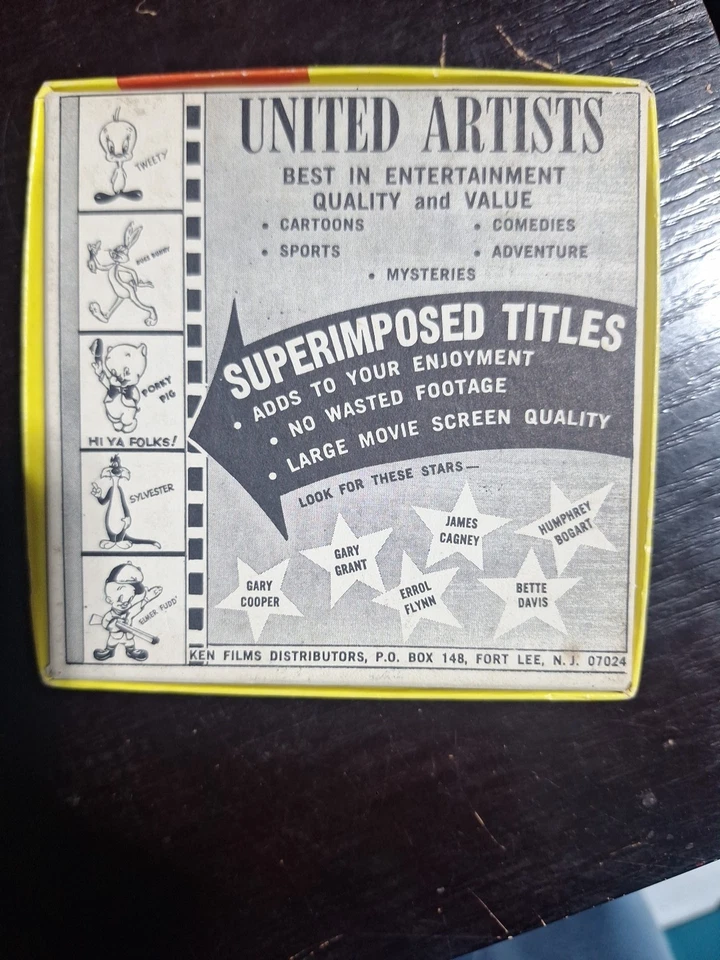 UNITED ARTISTS
BEST IN ENTERTAINMENT
QUALITY and VALUE
• CARTOONS
• COMEDIES
• SPORTS
• ADVENTURE
• MYSTERIES
SUPERIMPOSED TITLES
• ADDS TO YOUR ENJOYMENT
• NO WASTED FOOTAGE
• LARGE MOVIE SCREEN QUALITY
LOOK FOR THESE STARS—
GARY
COOPER
GARY
GRANT
ERROL
FLYNN
JAMES
CAGNEY
BETTE
DAVIS
HUMPHREY
BOGART
TWEETY
BUGS BUNNY
PORKY
PIG
HI YA FOLKS!
SYLVESTER
ELMER FUDD
KEN FILMS DISTRIBUTORS, P.O. BOX 148, FORT LEE, N.J. 07024